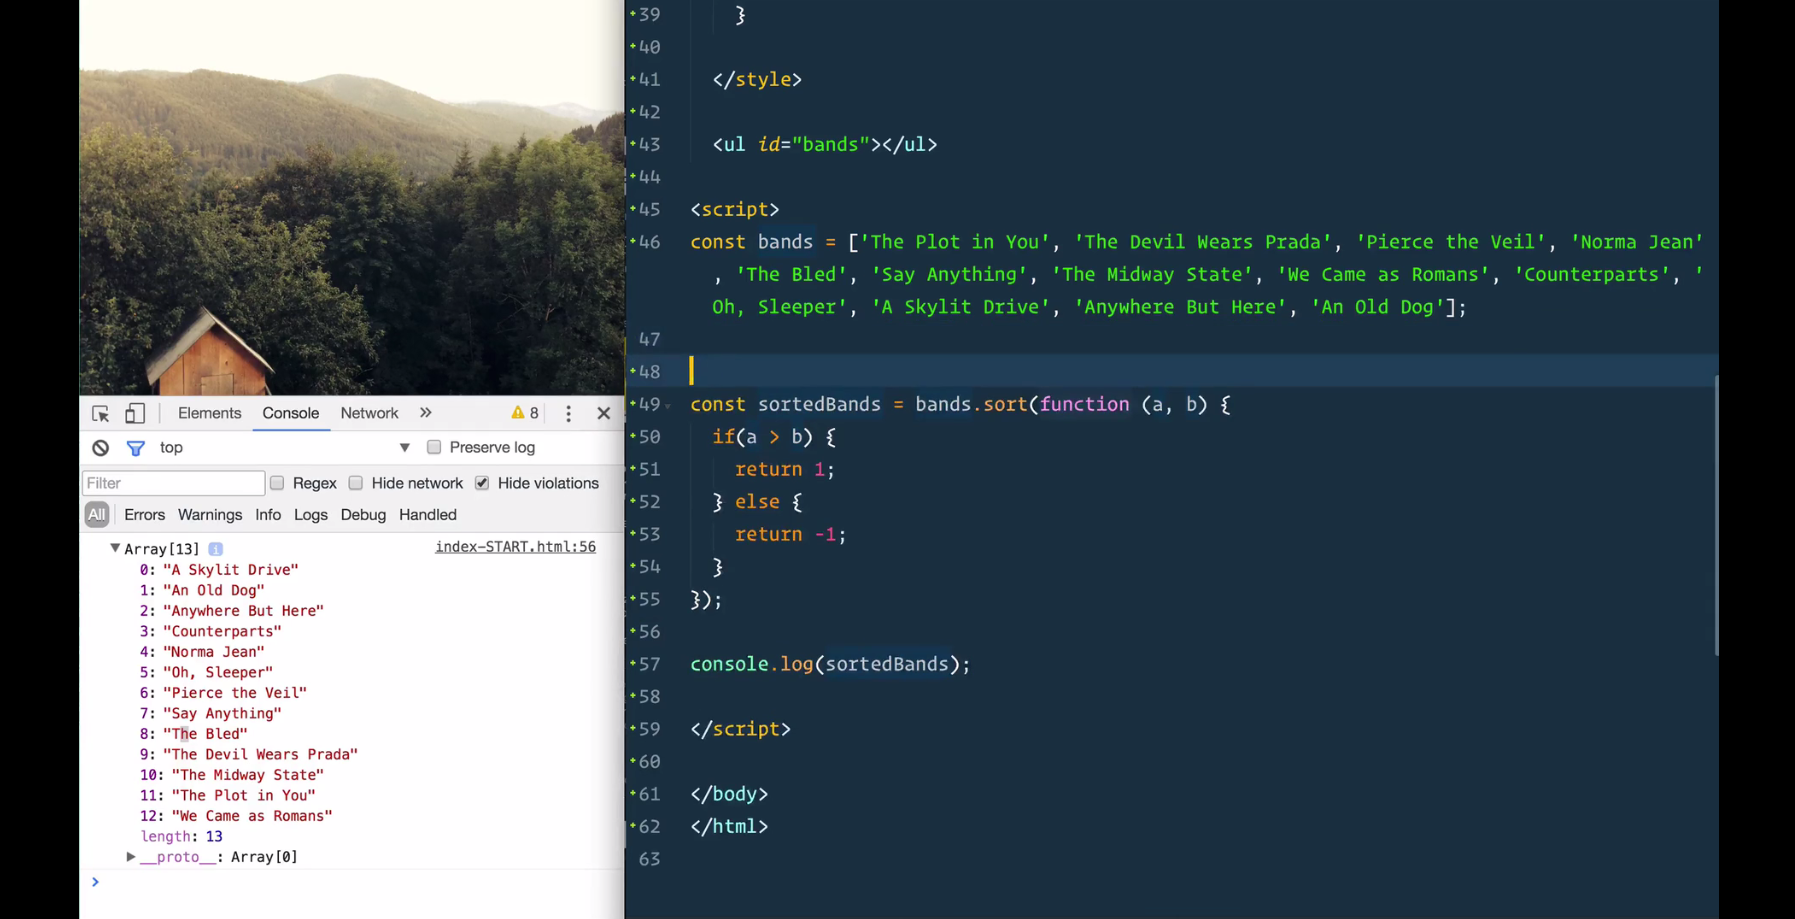 Elements Console Network » 8
top Preserve log
Filter Regex Hide network Hide violations
All Errors Warnings Info Logs Debug Handled
Array[13] i index-START.html:56
0: "A Skylit Drive"
1: "An Old Dog"
2: "Anywhere But Here"
3: "Counterparts"
4: "Norma Jean"
5: "Oh, Sleeper"
6: "Pierce the Veil"
7: "Say Anything"
8: "The Bled"
9: "The Devil Wears Prada"
10: "The Midway State"
11: "The Plot in You"
12: "We Came as Romans"
length: 13
__proto__: Array[0]
>
39 }
40
41 </style>
42
43 <ul id="bands"></ul>
44
45 <script>
46 const bands = ['The Plot in You', 'The Devil Wears Prada', 'Pierce the Veil', 'Norma Jean'
, 'The Bled', 'Say Anything', 'The Midway State', 'We Came as Romans', 'Counterparts', '
Oh, Sleeper', 'A Skylit Drive', 'Anywhere But Here', 'An Old Dog'];
47
48
49 const sortedBands = bands.sort(function (a, b) {
50 if(a > b) {
51 return 1;
52 } else {
53 return -1;
54 }
55 });
56
57 console.log(sortedBands);
58
59 </script>
60
61 </body>
62 </html>
63